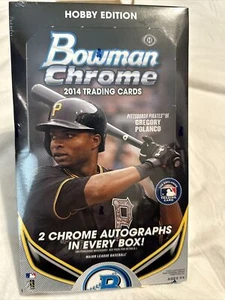 HOBBY EDITION
Bowman
Chrome
2014 TRADING CARDS
PITTSBURGH PIRATES'®
GREGORY
POLANCO
2 CHROME AUTOGRAPHS
IN EVERY BOX!
MAJOR LEAGUE BASEBALL
B